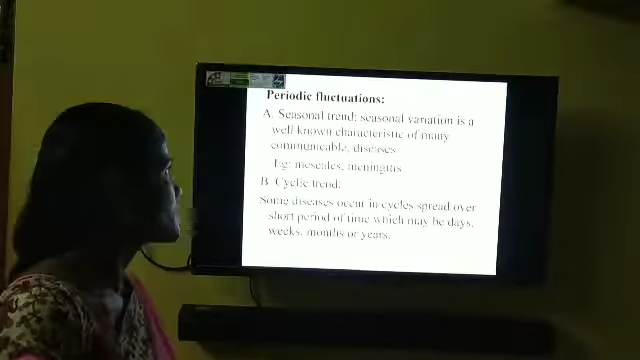 Periodic fluctuations:
A. Seasonal trend: seasonal variation is a
well known characteristic of many
communicable diseases
Eg: mescales, meningitis
B Cyclic trend:
Some diseases occur in cycles spread over
short period of time which may be days,
weeks, months or years.